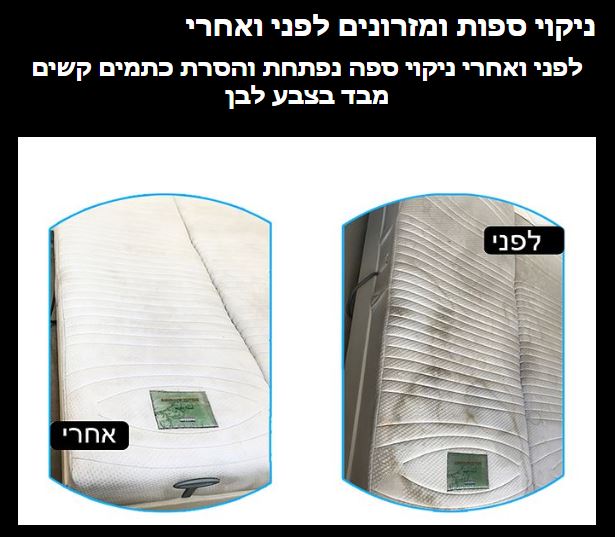 ניקוי ספות ומזרונים לפני ואחרי
לפני ואחרי ניקוי ספה נפתחת והסרת כתמים קשים
מבד בצבע לבן
לפני
אחרי